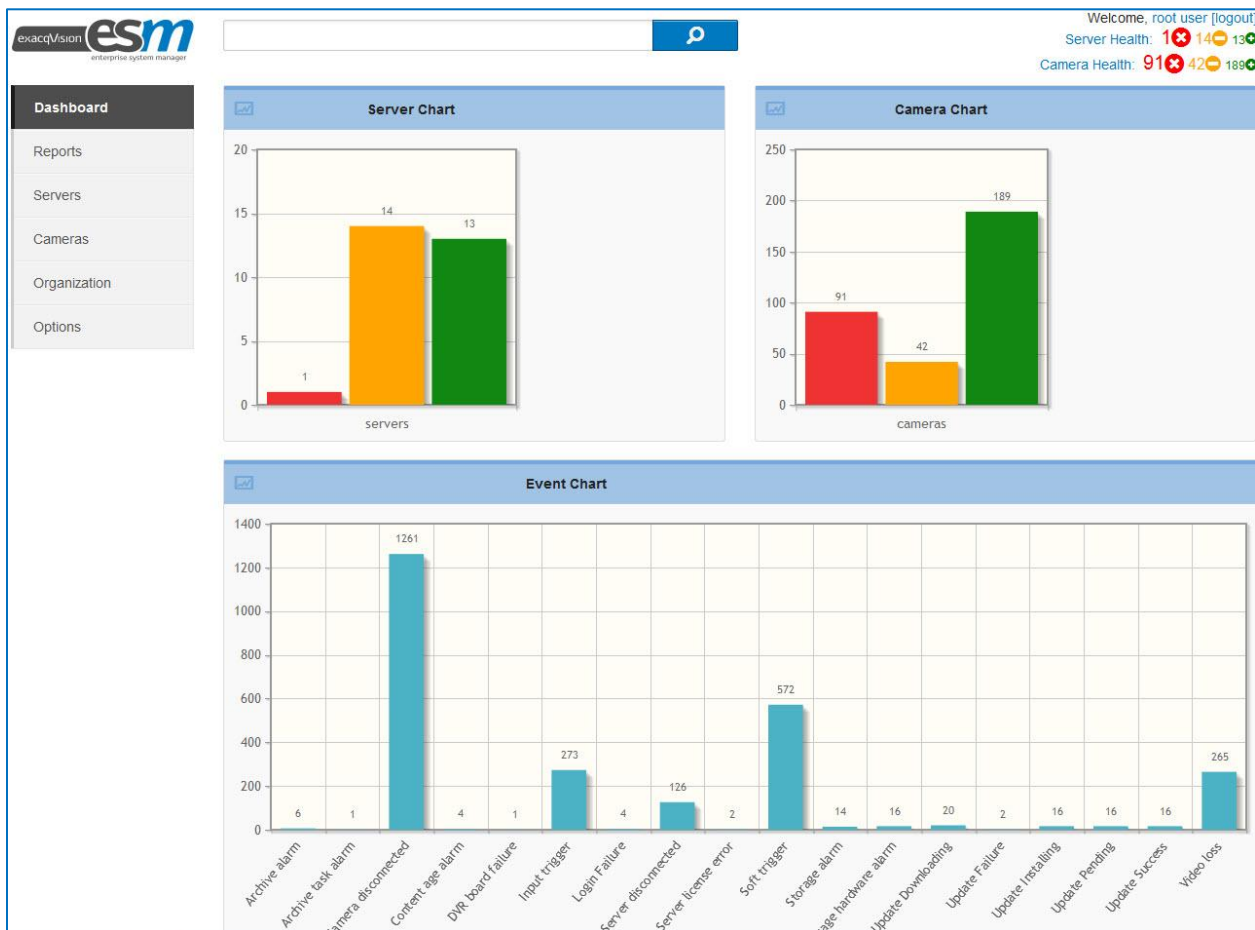 exacqVision esm
enterprise system manager
Welcome, root user [logout]
Server Health: 1 14 13
Camera Health: 91 42 189
Dashboard
Reports
Servers
Cameras
Organization
Options
Server Chart
20
15
10
5
0
1
14
13
servers
Camera Chart
250
200
150
100
50
0
91
42
189
cameras
Event Chart
1400
1200
1000
800
600
400
200
0
6
1
1261
4
1
273
4
126
2
572
14
16
20
2
16
16
16
265
Archive alarm
Archive task alarm
amera disconnected
Content age alarm
DVR board failure
Input trigger
Login Failure
Server disconnected
Server license error
Soft trigger
Storage alarm
age hardware alarm
Update Downloading
Update Failure
Update Installing
Update Pending
Update Success
Video loss